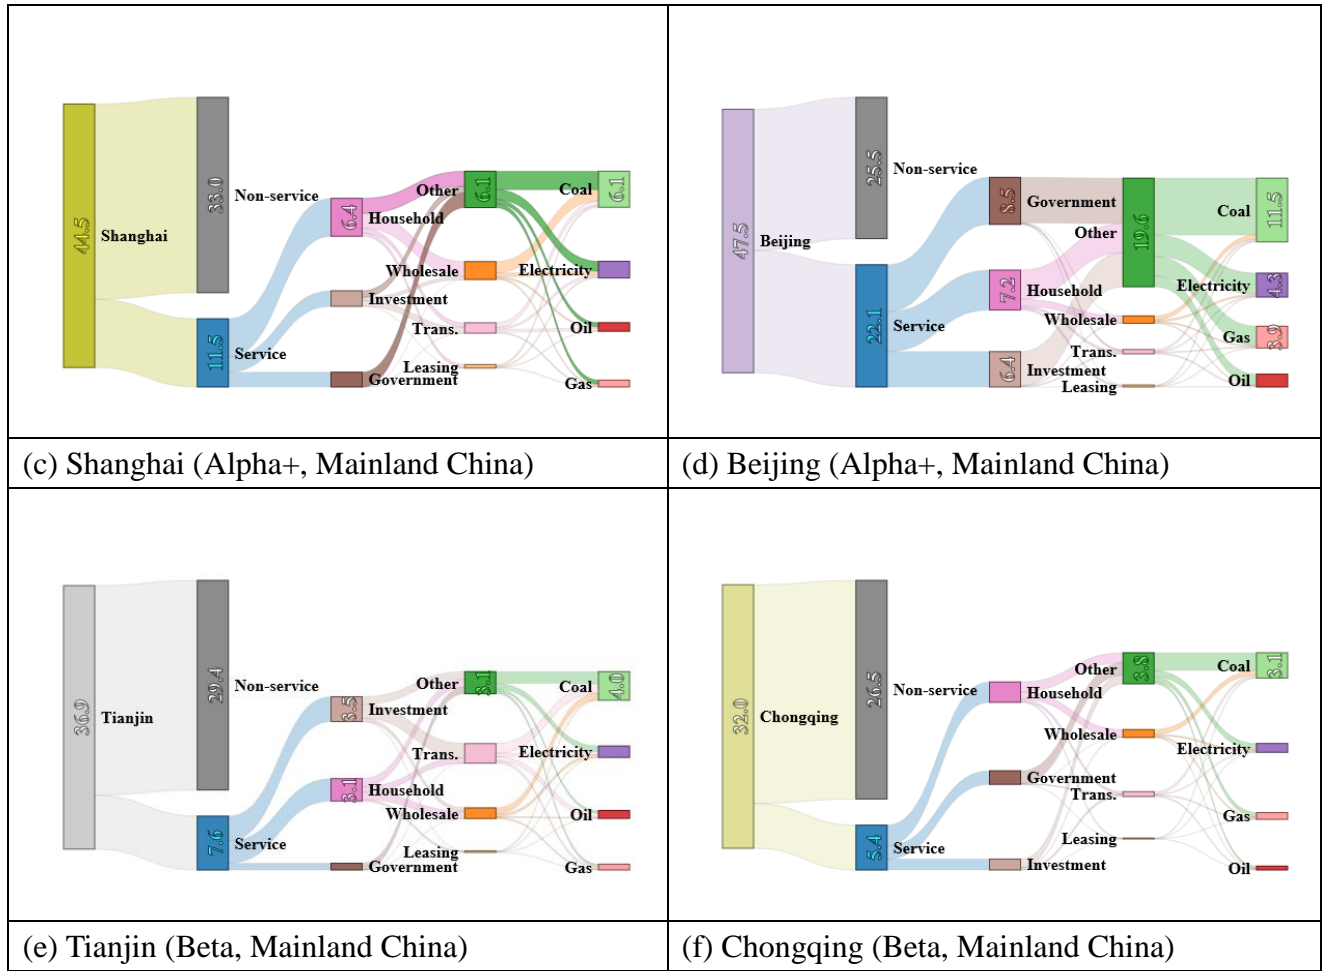 44.5
Shanghai
33.0
Non-service
11.5
Service
6.4
Household
Investment
Government
Other
6.1
Wholesale
Trans.
Leasing
Coal
6.1
Electricity
Oil
Gas
47.5
Beijing
25.5
Non-service
22.1
Service
8.5
Government
7.2
Household
6.4
Investment
Other
19.6
Wholesale
Trans.
Leasing
Coal
11.5
Electricity
4.3
Gas
3.9
Oil
(c) Shanghai (Alpha+, Mainland China)
(d) Beijing (Alpha+, Mainland China)
36.9
Tianjin
29.4
Non-service
7.6
Service
3.5
Investment
3.1
Household
Government
Other
3.1
Trans.
Wholesale
Leasing
Coal
4.0
Electricity
Oil
Gas
32.0
Chongqing
26.5
Non-service
5.4
Service
Household
Government
Investment
Other
3.8
Wholesale
Trans.
Leasing
Coal
3.1
Electricity
Gas
Oil
(e) Tianjin (Beta, Mainland China)
(f) Chongqing (Beta, Mainland China)